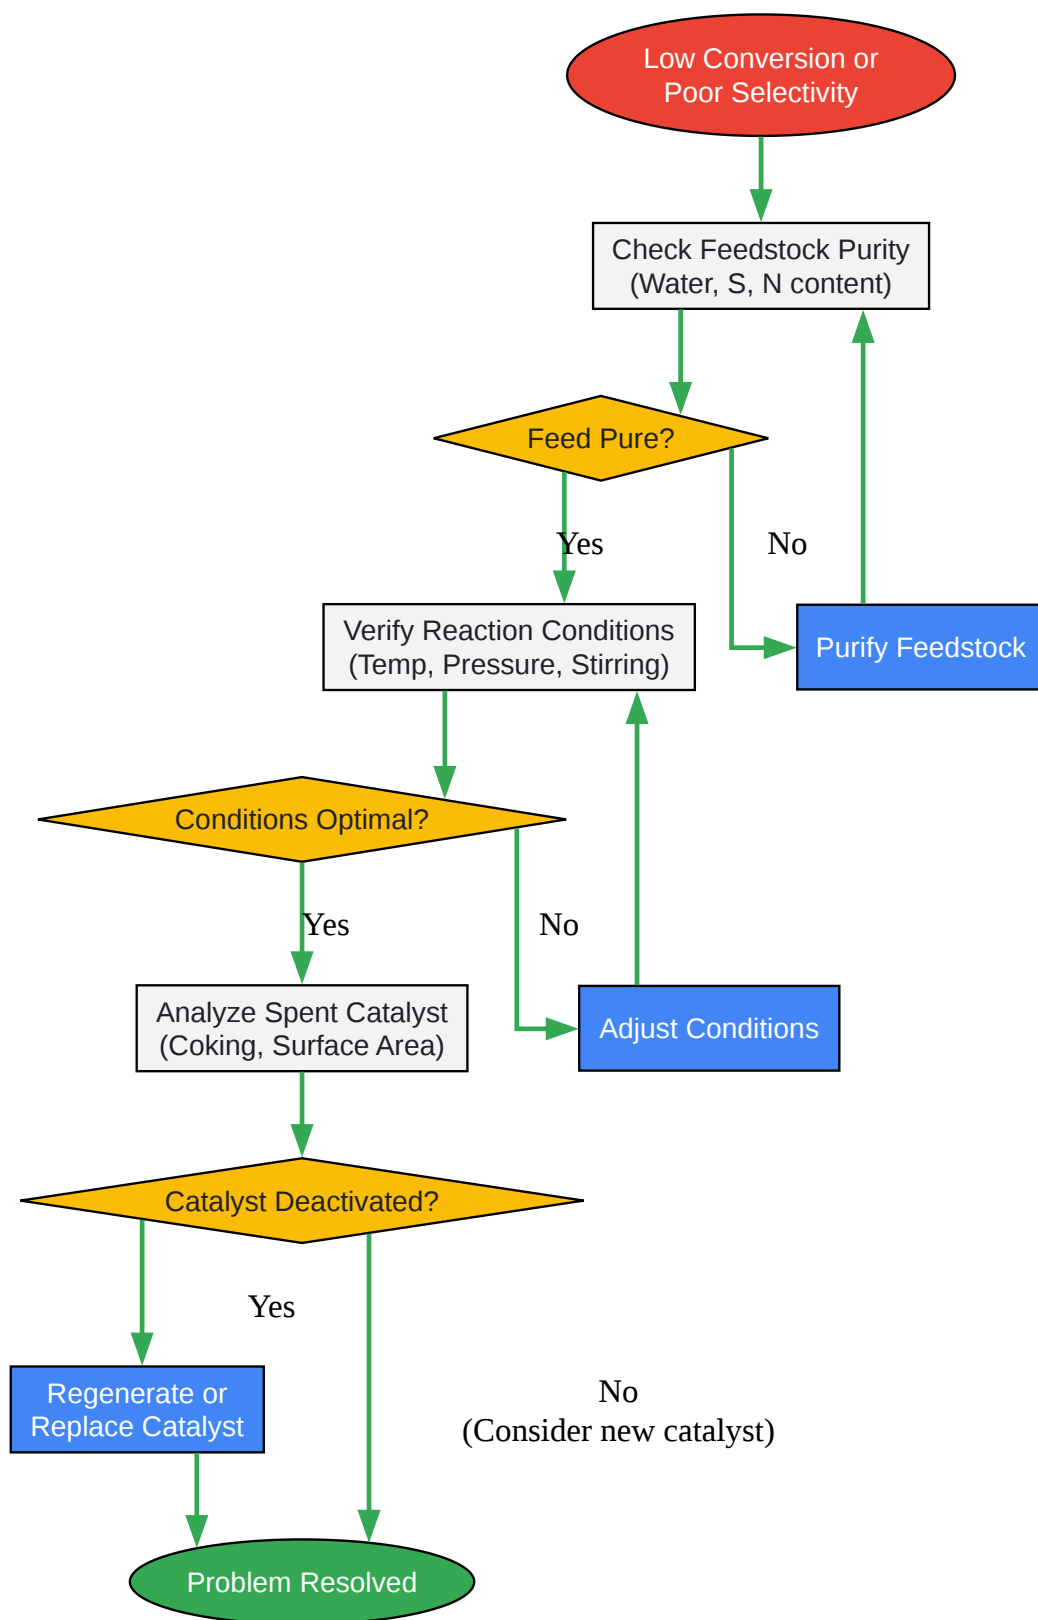 Low Conversion or
Poor Selectivity
Check Feedstock Purity
(Water, S, N content)
Feed Pure?
Yes
No
Verify Reaction Conditions
(Temp, Pressure, Stirring)
Purify Feedstock
Conditions Optimal?
Yes
No
Analyze Spent Catalyst
(Coking, Surface Area)
Adjust Conditions
Catalyst Deactivated?
Yes
Regenerate or
Replace Catalyst
No
(Consider new catalyst)
Problem Resolved